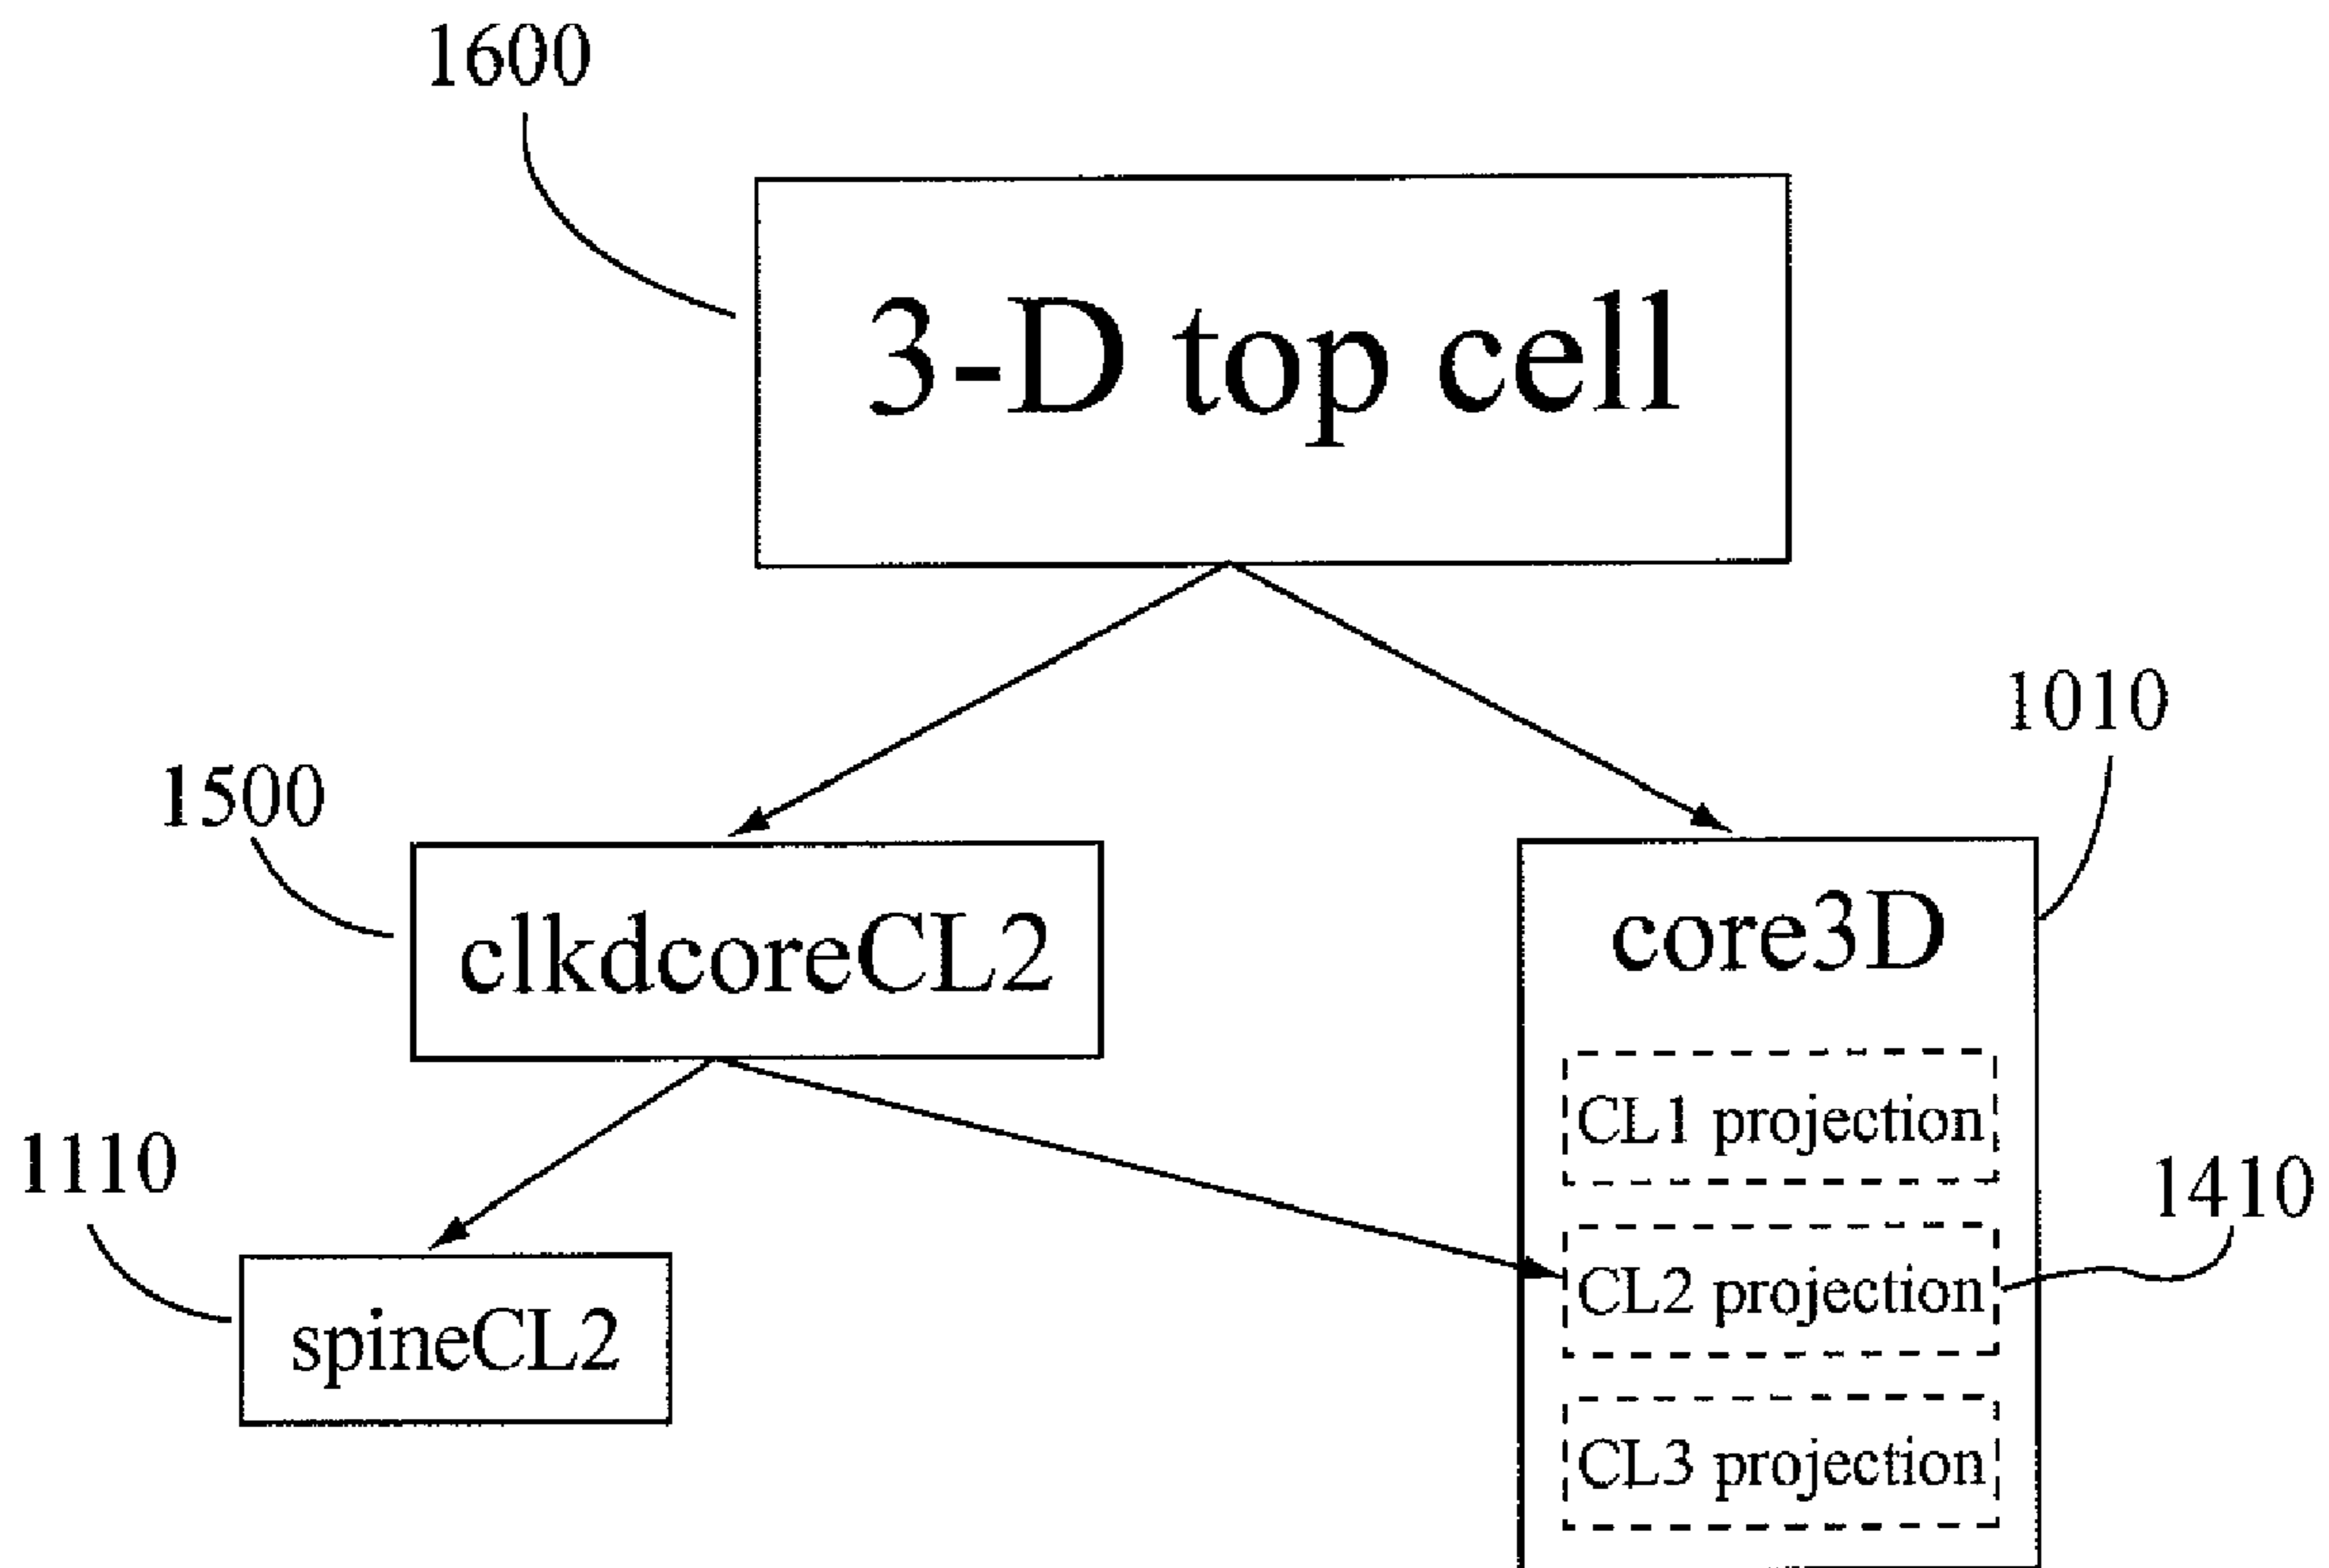 1600
3-D top cell
1010
1500
clkdcoreCL2
core3D
CL1 projection
1110
1410
CL2 projection
spineCL2
CL3 projection